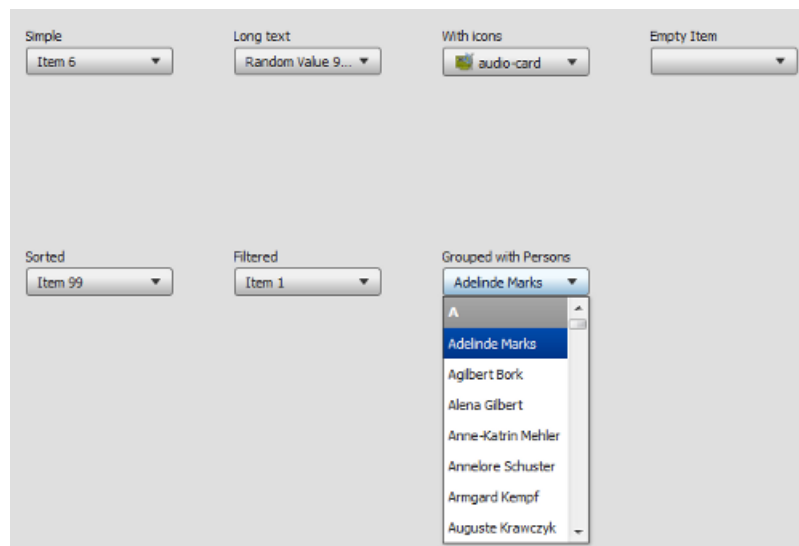 Simple
Long text
With icons
Empty Item
Item 6
Random Value 9...
audio-card
Sorted
Filtered
Grouped with Persons
Item 99
Item 1
Adelinde Marks
A
Adelinde Marks
Agilbert Bork
Alena Gilbert
Anne-Katrin Mehler
Annelore Schuster
Armgard Kempf
Auguste Krawczyk